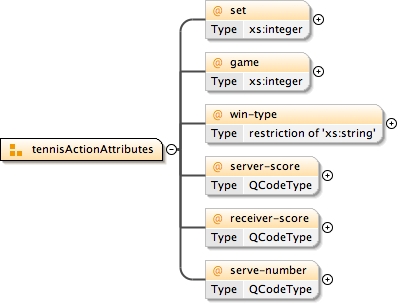 @ set
Type xs:integer
@ game
Type xs:integer
@ win-type
Type restriction of 'xs:string'
tennisActionAttributes
@ server-score
Type QCodeType
@ receiver-score
Type QCodeType
@ serve-number
Type QCodeType